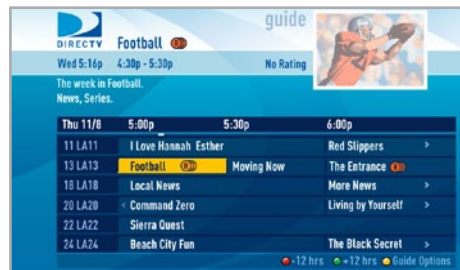 guide
DIRECTV Football
Wed 5:16p 4:30p - 5:30p No Rating
The week in Football.
News, Series.
Thu 11/8 5:00p 5:30p 6:00p
11 LA11 I Love Hannah Esther Red Slippers >
13 LA13 Football Moving Now The Entrance
18 LA18 Local News More News >
20 LA20 < Command Zero Living by Yourself >
22 LA22 Sierra Quest
24 LA24 Beach City Fun The Black Secret >
-12 hrs +12 hrs Guide Options